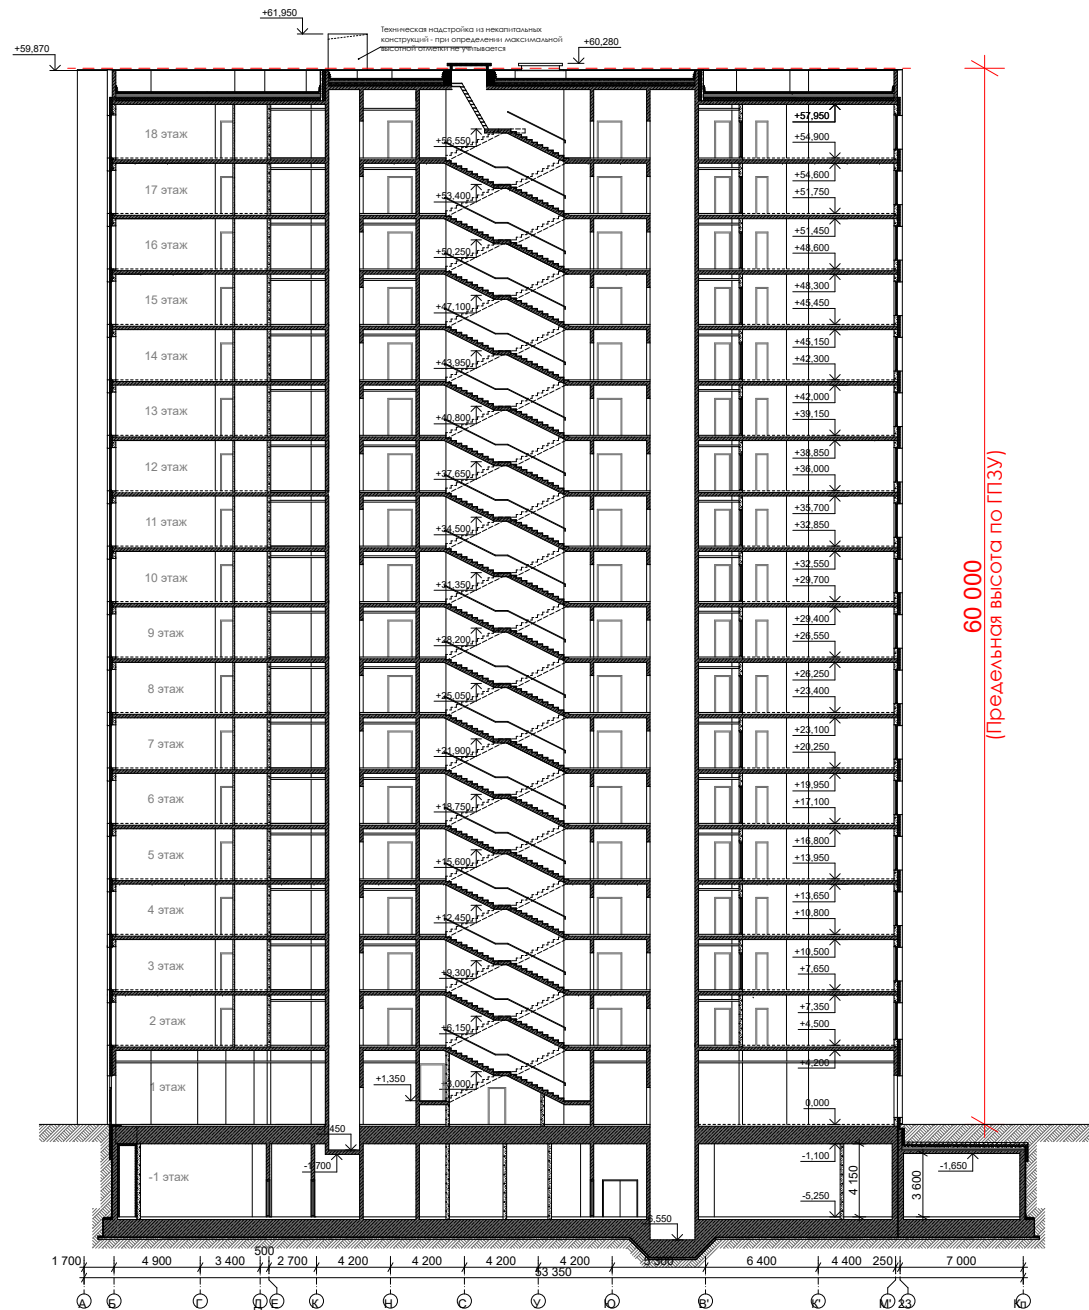 +61,950
Техническая надстройка из некапитальных
конструкций - при определении максимальной
высотной отметки не учитывается
+59,870
+60,280
+57,950
18 этаж
+56,550
+54,900
+54,600
17 этаж
+53,400
+51,750
+51,450
16 этаж
+50,250
+48,600
+48,300
15 этаж
+47,100
+45,450
+45,150
14 этаж
+43,950
+42,300
+42,000
13 этаж
+40,800
+39,150
+38,850
12 этаж
+37,650
+36,000
+35,700
11 этаж
+34,500
+32,850
+32,550
10 этаж
+31,350
+29,700
+29,400
9 этаж
+28,200
+26,550
+26,250
8 этаж
+25,050
+23,400
+23,100
7 этаж
+21,900
+20,250
+19,950
6 этаж
+18,750
+17,100
+16,800
5 этаж
+15,600
+13,950
+13,650
4 этаж
+12,450
+10,800
+10,500
3 этаж
+9,300
+7,650
+7,350
2 этаж
+6,150
+4,500
+4,200
1 этаж
+1,350
+3,000
0,000
60 000
(Предельная высота по ГПЗУ)
-1,700
-1,100
-1,650
-1 этаж
4 150
3 600
-5,250
1 700
4 900
3 400
500
2 700
4 200
4 200
4 200
4 200
6 400
4 400
250
7 000
53 350
А
Б
Г
Д
Е
К
Н
С
У
Ю
В'
К'
М'
23
Кп